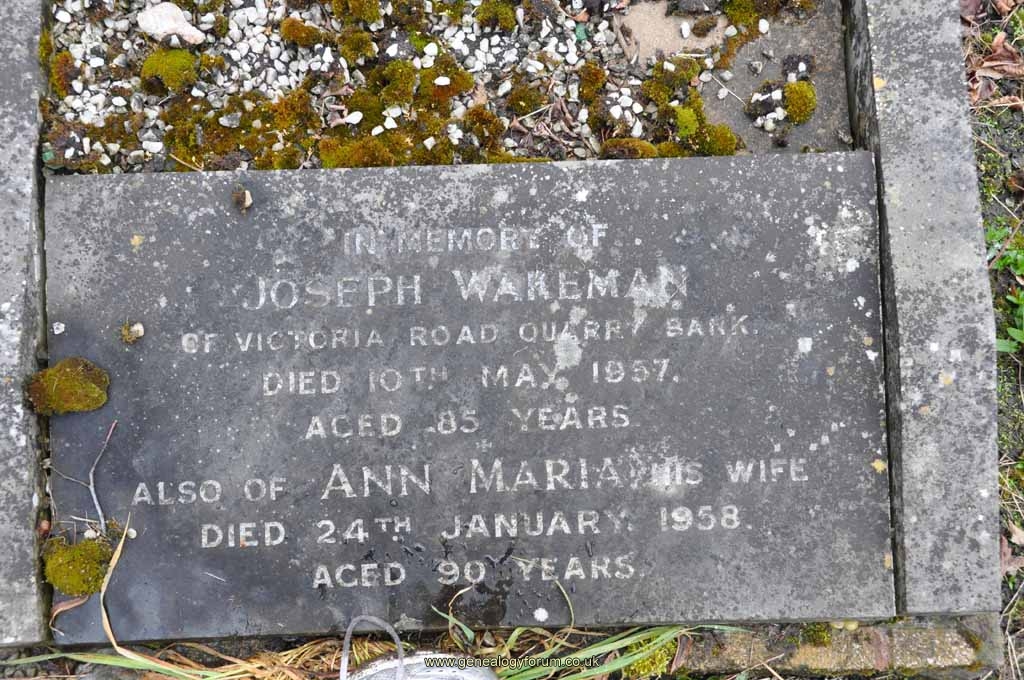 IN MEMORY OF
JOSEPH WAKEMAN
OF VICTORIA ROAD QUARRY BANK.
DIED 10TH MAY 1957.
AGED 85 YEARS.
ALSO OF ANN MARIA, HIS WIFE
DIED 24TH JANUARY 1958
AGED 90 YEARS.
www.genealogyforum.co.uk